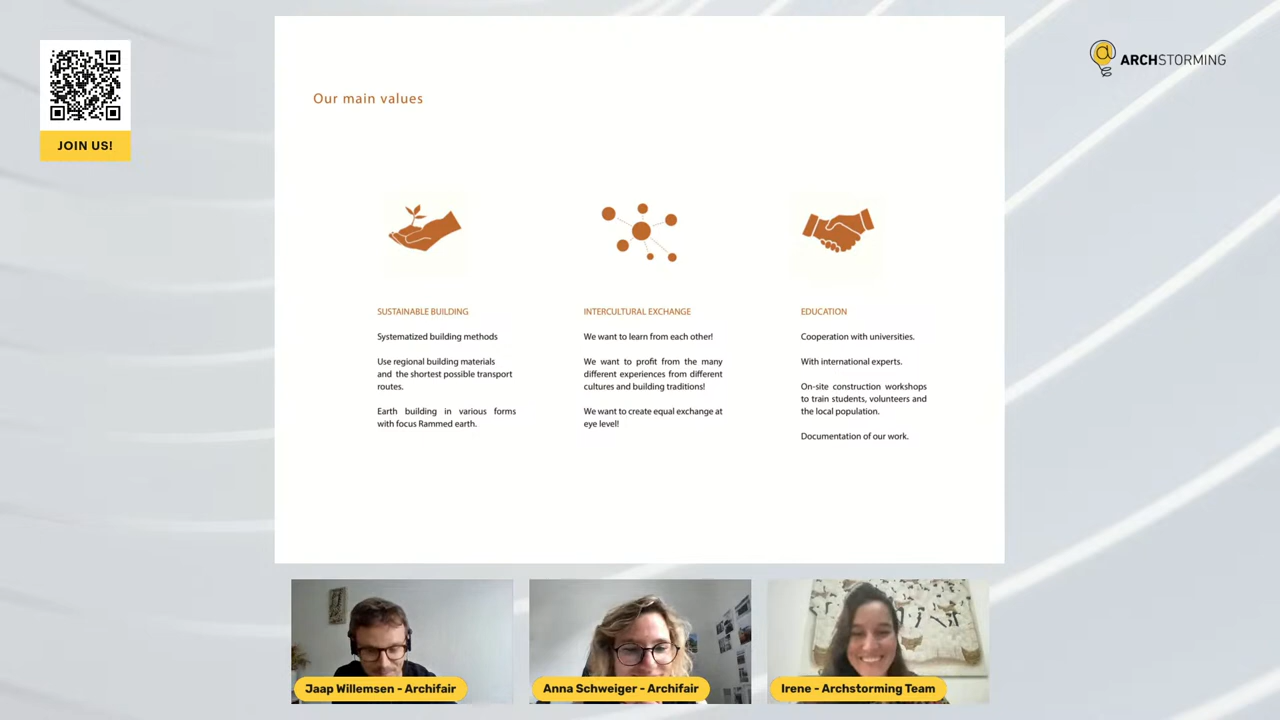 JOIN US!
ARCHSTORMING
Our main values
SUSTAINABLE BUILDING
Systematized building methods
Use regional building materials
and the shortest possible transport
routes.
Earth building in various forms
with focus Rammed earth.
INTERCULTURAL EXCHANGE
We want to learn from each other!
We want to profit from the many
different experiences from different
cultures and building traditions!
We want to create equal exchange at
eye level!
EDUCATION
Cooperation with universities.
With international experts.
On-site construction workshops
to train students, volunteers and
the local population.
Documentation of our work.
Jaap Willemsen - Archifair
Anna Schweiger - Archifair
Irene - Archstorming Team